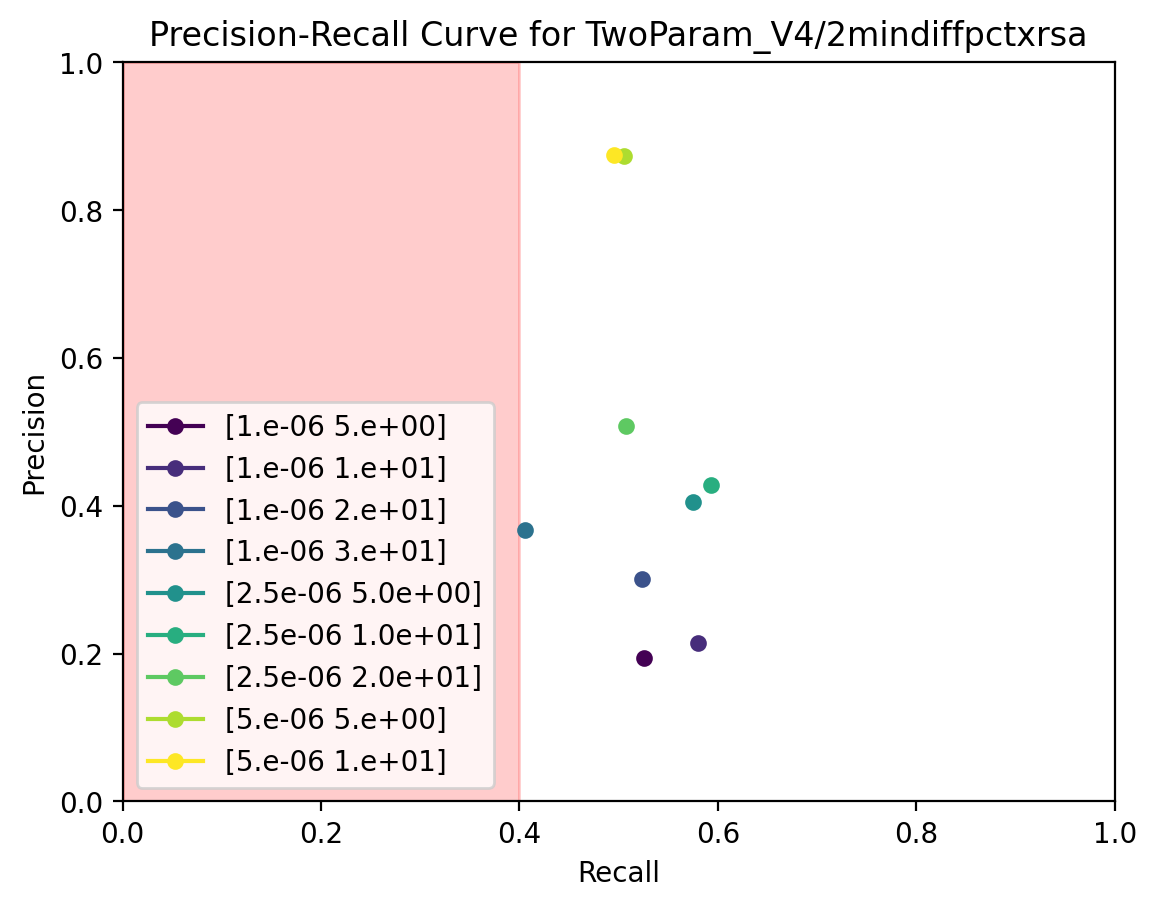 Precision-Recall Curve for TwoParam_V4/2mindiffpctxrsa
1.0
0.8
0.6
0.4
0.2
0.0
Precision
[1.e-06 5.e+00]
[1.e-06 1.e+01]
[1.e-06 2.e+01]
[1.e-06 3.e+01]
[2.5e-06 5.0e+00]
[2.5e-06 1.0e+01]
[2.5e-06 2.0e+01]
[5.e-06 5.e+00]
[5.e-06 1.e+01]
0.0 0.2 0.4 0.6 0.8 1.0
Recall